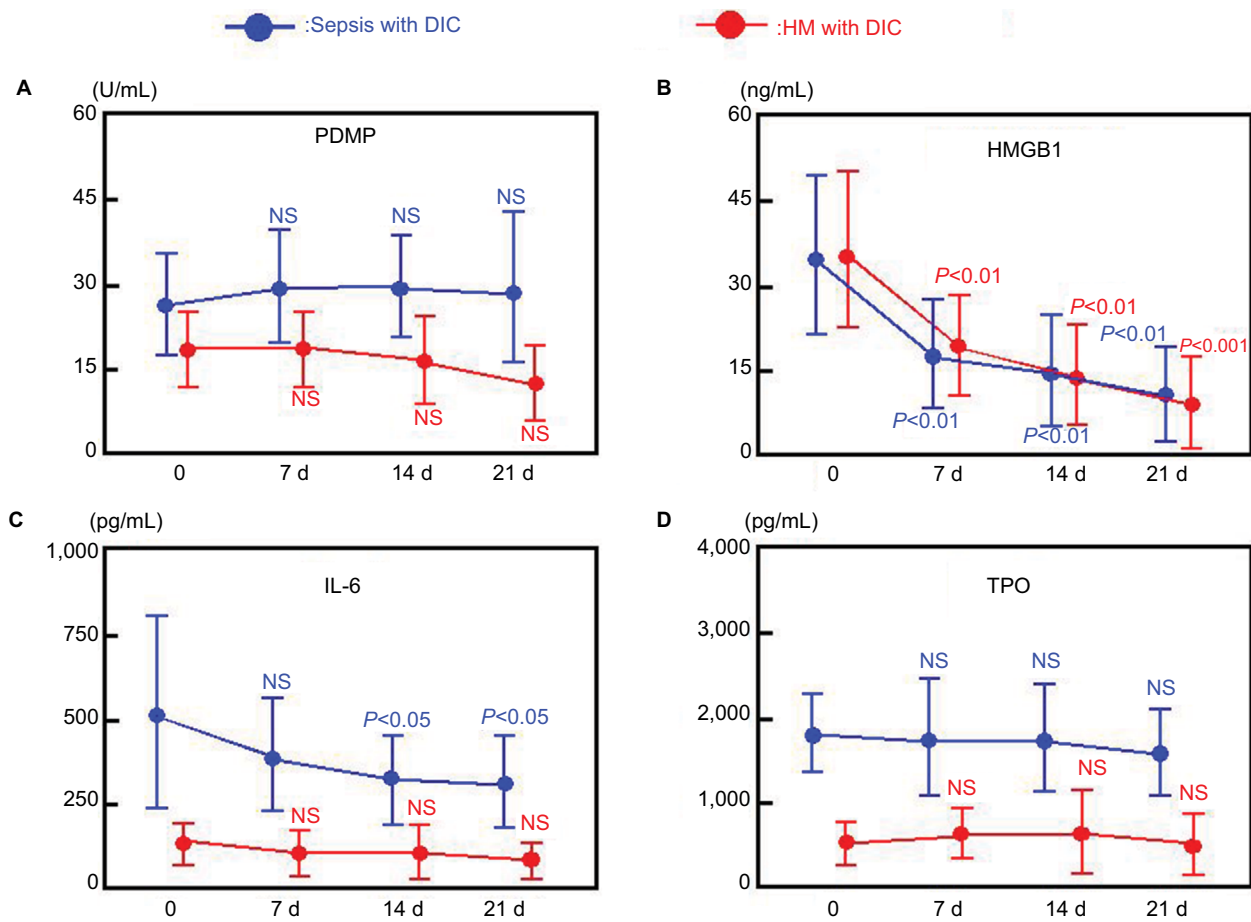 :Sepsis with DIC
:HM with DIC
A
(U/mL)
PDMP
60
45
30
15
0
NS
NS
NS
NS
NS
NS
0
7 d
14 d
21 d
B
(ng/mL)
HMGB1
60
45
30
15
0
P<0.01
P<0.01
P<0.01
P<0.001
P<0.01
P<0.01
0
7 d
14 d
21 d
C
(pg/mL)
IL-6
1,000
750
500
250
0
NS
P<0.05
P<0.05
NS
NS
NS
0
7 d
14 d
21 d
D
(pg/mL)
TPO
4,000
3,000
2,000
1,000
0
NS
NS
NS
NS
NS
NS
0
7 d
14 d
21 d